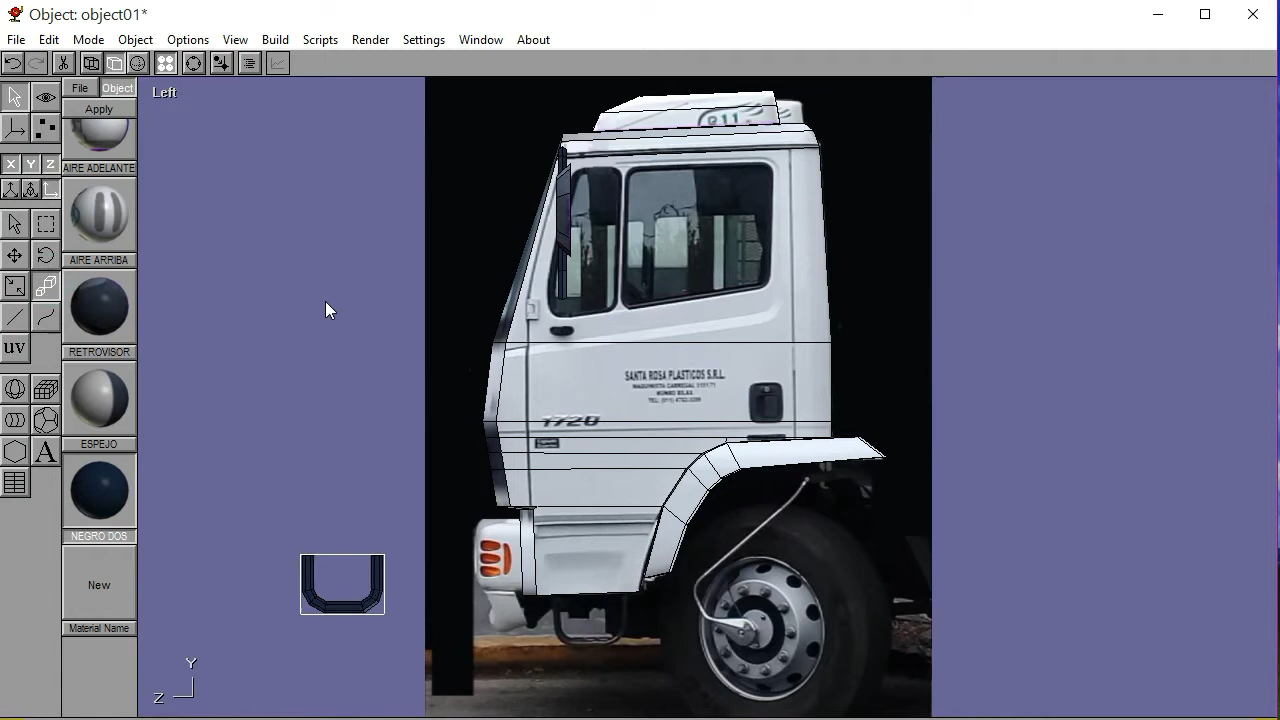 Object: object01*
File Edit Mode Object Options View Build Scripts Render Settings Window About
File Object
Apply
Left
AIRE ADELANTE
X Y Z
AIRE ARRIBA
RETROVISOR
uv
ESPEJO
A
NEGRO DOS
New
Material Name
Y
Z
SANTA ROSA PLASTICOS S.R.L.
1720